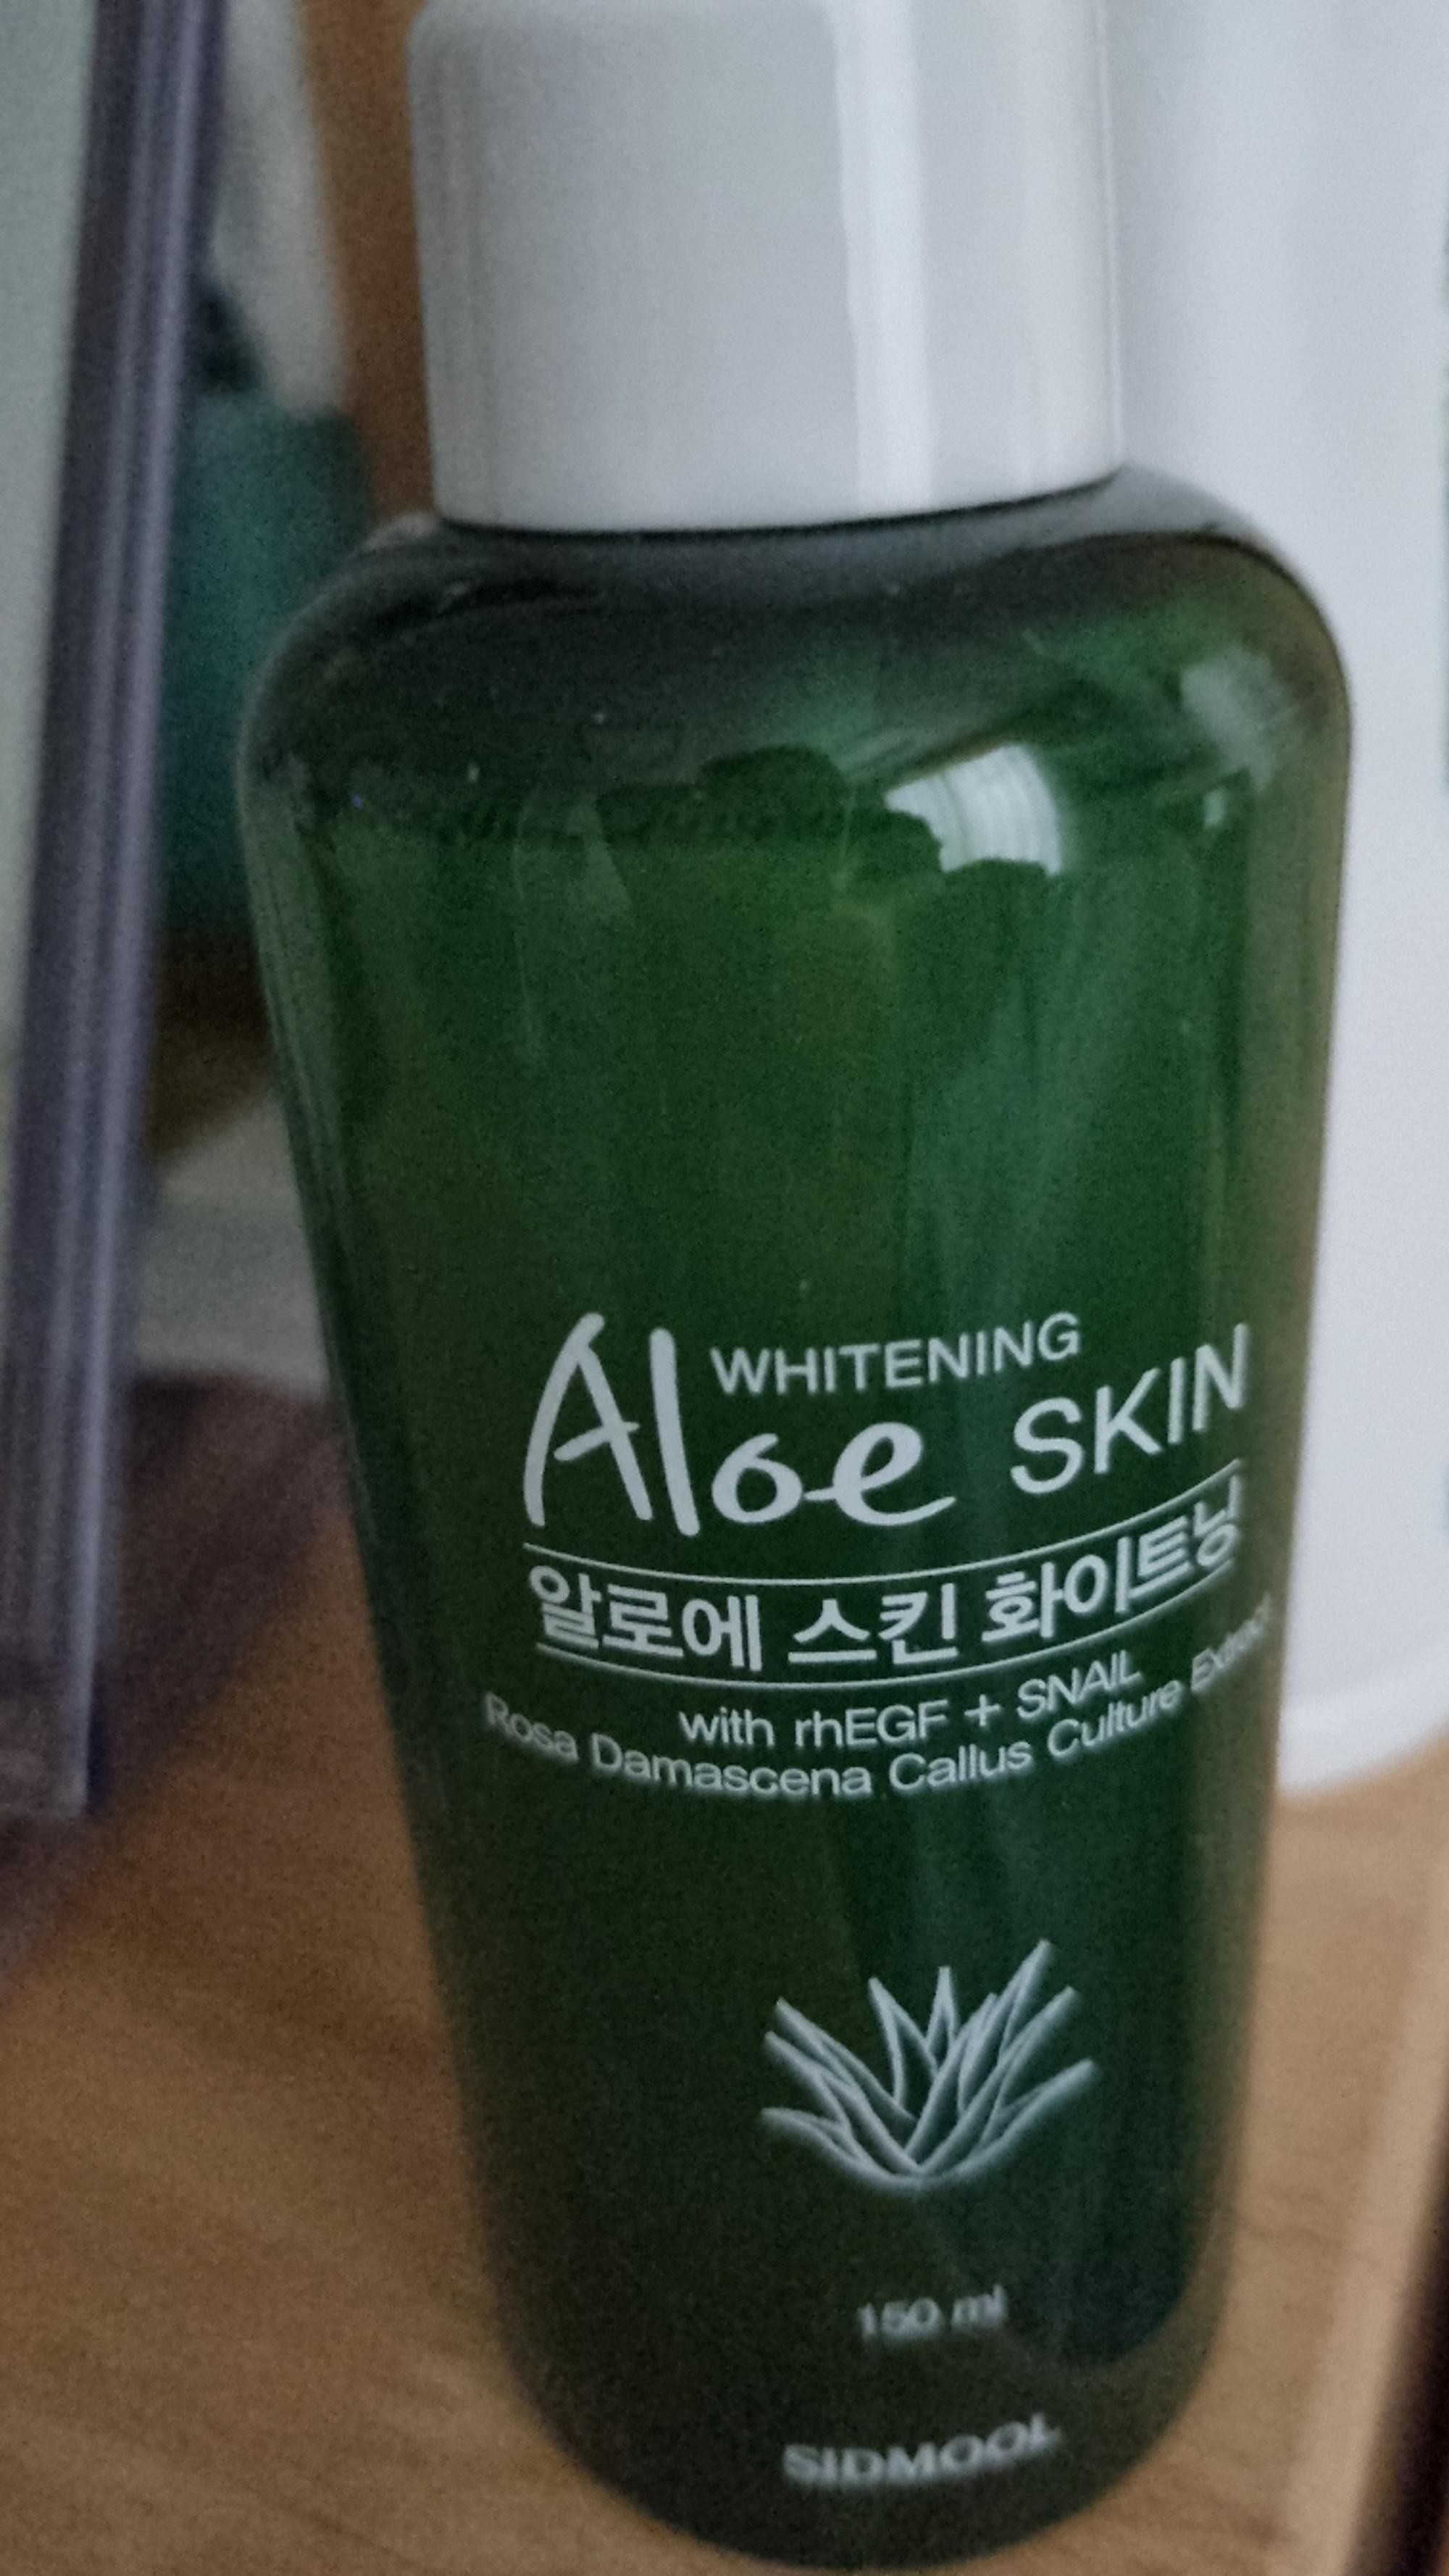 WHITENING
Aloe SKIN
알로에 스킨 화이트닝
with rhEGF + SNAIL
Rosa Damascena Callus Culture Extract
150 ml
SIDMOOL